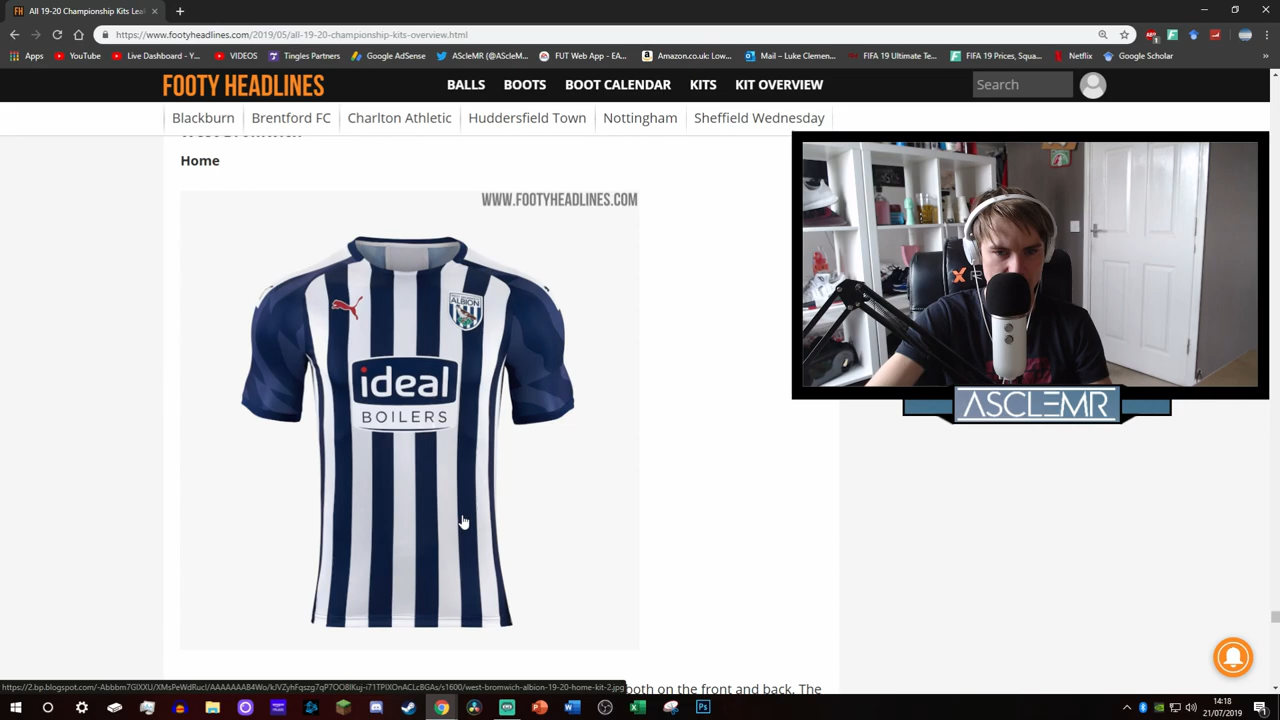 All 19-20 Championship Kits Lea
https://www.footyheadlines.com/2019/05/all-19-20-championship-kits-overview.html
Apps YouTube Live Dashboard - Y... VIDEOS Tingles Partners Google AdSense AScleMr (@AScleM... FUT Web App - EA... Amazon.co.uk: Low... Mail – Luke Clemen... FIFA 19 Ultimate Te... FIFA 19 Prices, Squa... Netflix Google Scholar »
FOOTY HEADLINES BALLS BOOTS BOOT CALENDAR KITS KIT OVERVIEW Search
Blackburn Brentford FC Charlton Athletic Huddersfield Town Nottingham Sheffield Wednesday
Home
WWW.FOOTYHEADLINES.COM
ALBION
ideal
BOILERS
ASCLEMR
both on the front and back. The
14:18
21/07/2019